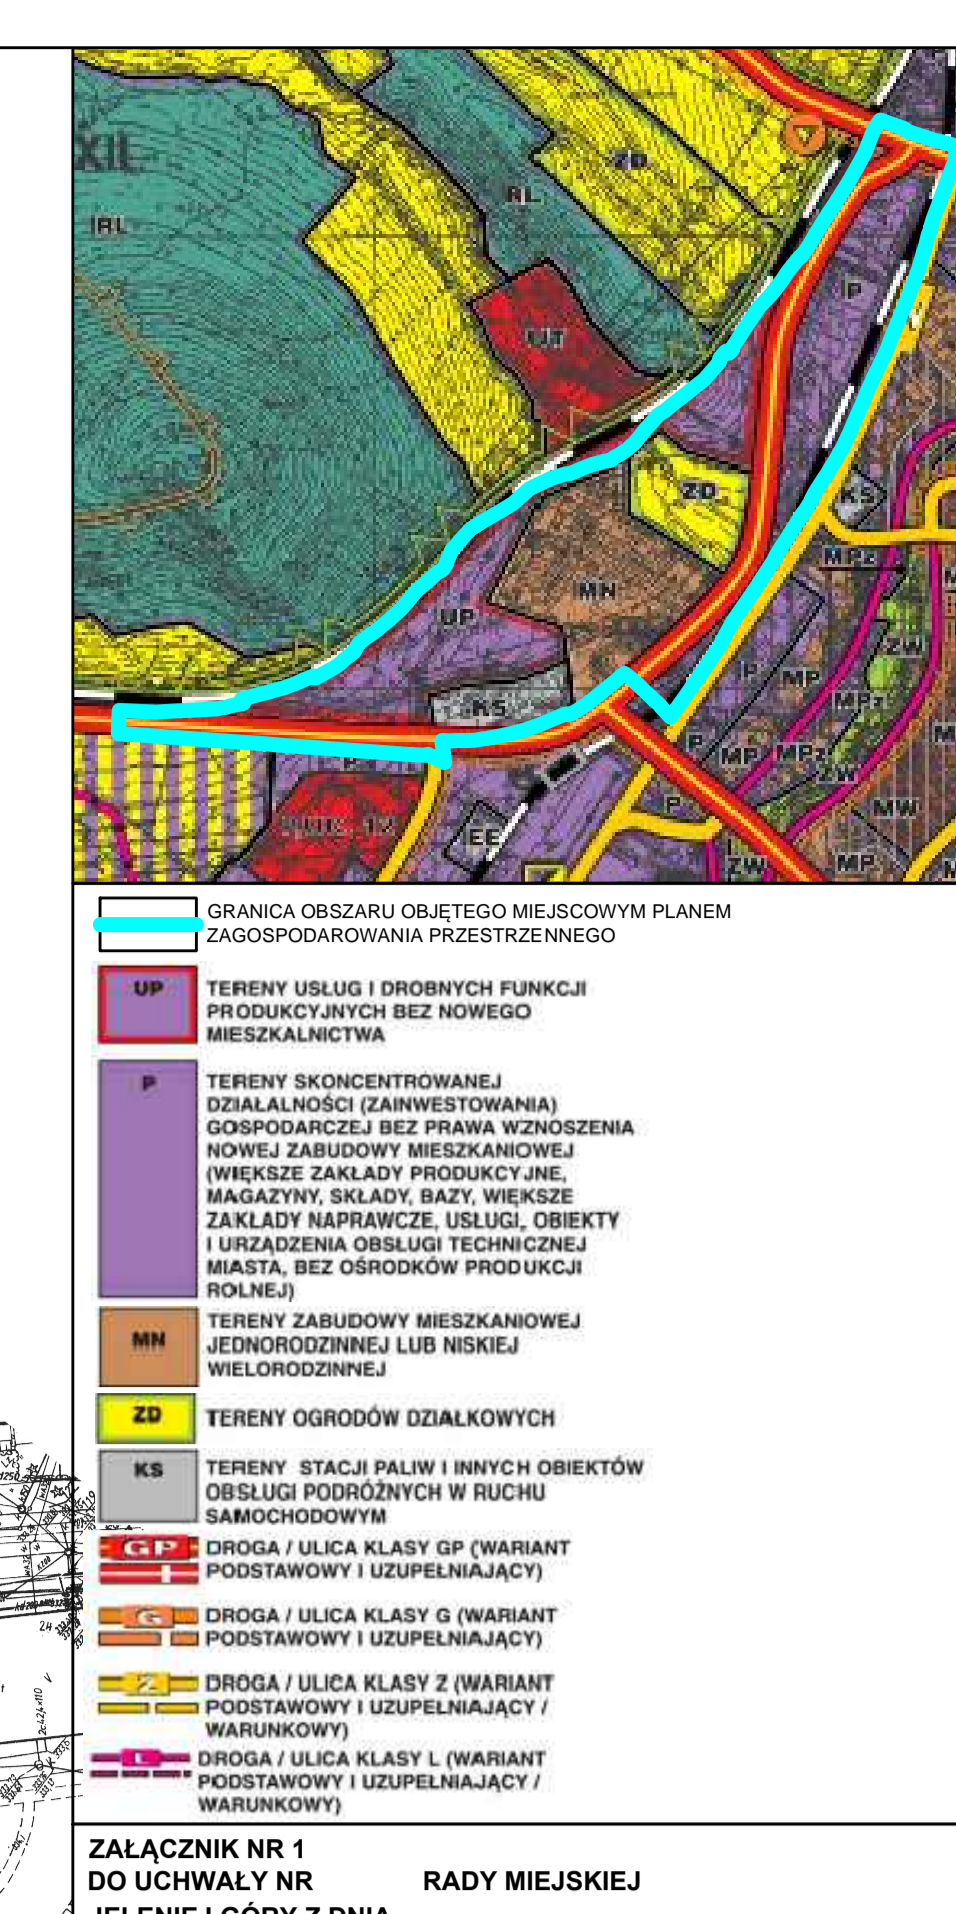 XIL
RL
ZD
RL
UT
P
ZD
KS
MPz
MN
UP
ZW
P
MP
MPz
KS
P
MP
MPz
ZW
P
MW
EE
ZW
MP
GRANICA OBSZARU OBJĘTEGO MIEJSCOWYM PLANEM
ZAGOSPODAROWANIA PRZESTRZENNEGO
UP
TERENY USŁUG I DROBNYCH FUNKCJI
PRODUKCYJNYCH BEZ NOWEGO
MIESZKALNICTWA
P
TERENY SKONCENTROWANEJ
DZIAŁALNOŚCI (ZAINWESTOWANIA)
GOSPODARCZEJ BEZ PRAWA WZNOSZENIA
NOWEJ ZABUDOWY MIESZKANIOWEJ
(WIĘKSZE ZAKŁADY PRODUKCYJNE,
MAGAZYNY, SKŁADY, BAZY, WIĘKSZE
ZAKŁADY NAPRAWCZE, USŁUGI, OBIEKTY
I URZĄDZENIA OBSŁUGI TECHNICZNEJ
MIASTA, BEZ OŚRODKÓW PRODUKCJI
ROLNEJ)
MN
TERENY ZABUDOWY MIESZKANIOWEJ
JEDNORODZINNEJ LUB NISKIEJ
WIELORODZINNEJ
ZD
TERENY OGRODÓW DZIAŁKOWYCH
KS
TERENY STACJI PALIW I INNYCH OBIEKTÓW
OBSŁUGI PODRÓŻNYCH W RUCHU
SAMOCHODOWYM
GP
DROGA / ULICA KLASY GP (WARIANT
PODSTAWOWY I UZUPEŁNIAJĄCY)
G
DROGA / ULICA KLASY G (WARIANT
PODSTAWOWY I UZUPEŁNIAJĄCY)
Z
DROGA / ULICA KLASY Z (WARIANT
PODSTAWOWY I UZUPEŁNIAJĄCY /
WARUNKOWY)
L
DROGA / ULICA KLASY L (WARIANT
PODSTAWOWY I UZUPEŁNIAJĄCY /
WARUNKOWY)
ZAŁĄCZNIK NR 1
DO UCHWAŁY NR RADY MIEJSKIEJ
JELENIEJ GÓRY Z DNIA